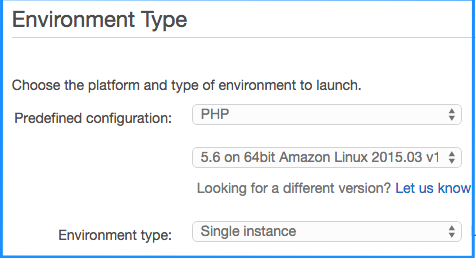 Environment Type
Choose the platform and type of environment to launch.
Predefined configuration: PHP
5.6 on 64bit Amazon Linux 2015.03 v1
Looking for a different version? Let us know
Environment type: Single instance